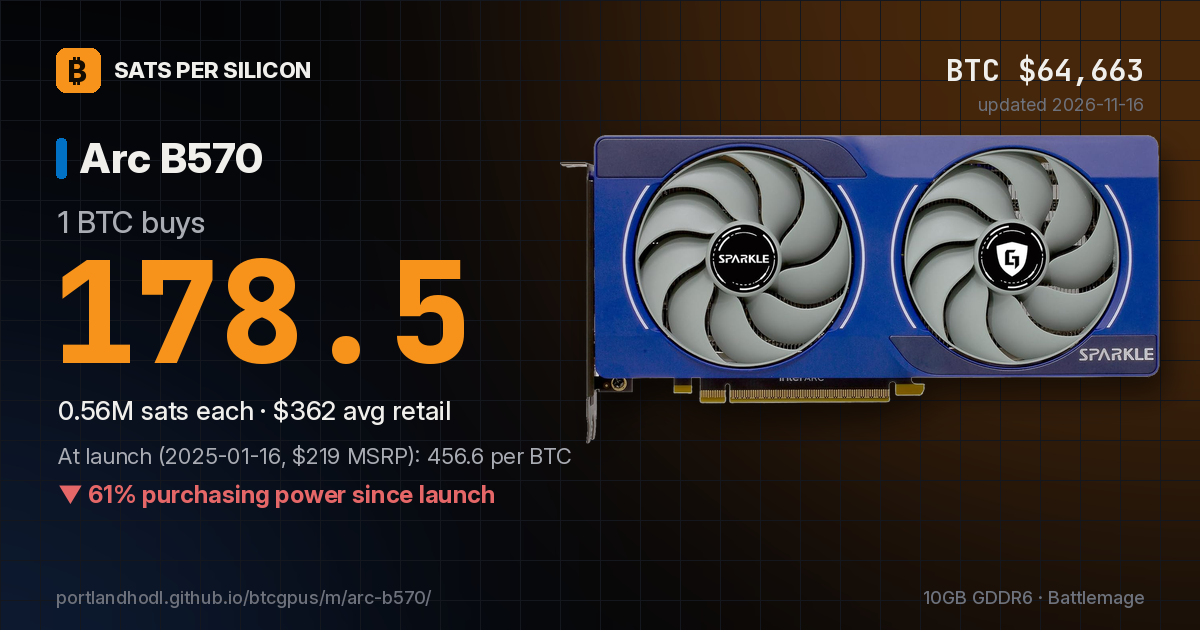 SATS PER SILICON
BTC $64,663
updated 2026-11-16
Arc B570
1 BTC buys
178.5
0.56M sats each · $362 avg retail
At launch (2025-01-16, $219 MSRP): 456.6 per BTC
▼ 61% purchasing power since launch
SPARKLE
SPARKLE
intel ARC
portlandhodl.github.io/btcgpus/m/arc-b570/
10GB GDDR6 · Battlemage